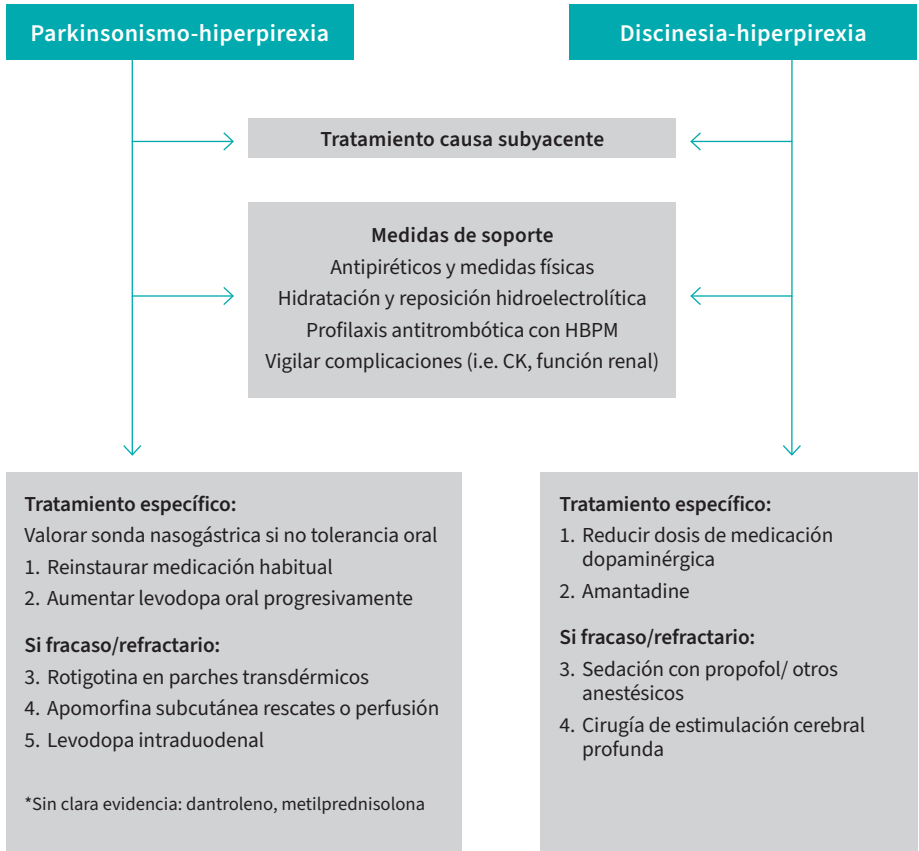 Parkinsonismo-hiperpirexia
Discinesia-hiperpirexia
Tratamiento causa subyacente
Medidas de soporte
Antipiréticos y medidas físicas
Hidratación y reposición hidroelectrolítica
Profilaxis antitrombótica con HBPM
Vigilar complicaciones (i.e. CK, función renal)
Tratamiento específico:
Valorar sonda nasogástrica si no tolerancia oral
1. Reinstaurar medicación habitual
2. Aumentar levodopa oral progresivamente
Si fracaso/refractario:
3. Rotigotina en parches transdérmicos
4. Apomorfina subcutánea rescates o perfusión
5. Levodopa intraduodenal
*Sin clara evidencia: dantroleno, metilprednisolona
Tratamiento específico:
1. Reducir dosis de medicación
dopaminérgica
2. Amantadine
Si fracaso/refractario:
3. Sedación con propofol/ otros
anestésicos
4. Cirugía de estimulación cerebral
profunda